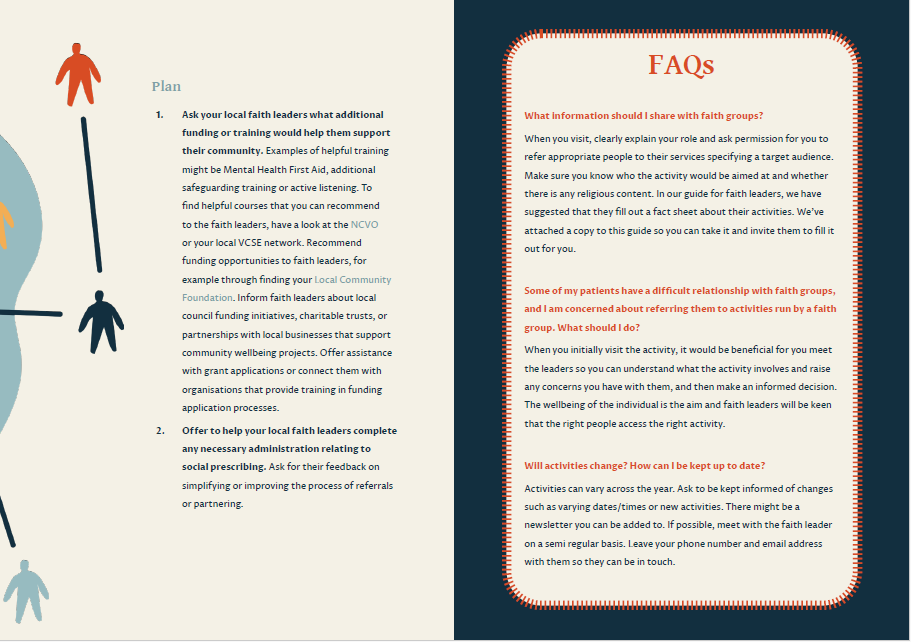 Plan
1. Ask your local faith leaders what additional
funding or training would help them support
their community. Examples of helpful training
might be Mental Health First Aid, additional
safeguarding training or active listening. To
find helpful courses that you can recommend
to the faith leaders, have a look at the NCVO
or your local VCSE network. Recommend
funding opportunities to faith leaders, for
example through finding your Local Community
Foundation. Inform faith leaders about local
council funding initiatives, charitable trusts, or
partnerships with local businesses that support
community wellbeing projects. Offer assistance
with grant applications or connect them with
organisations that provide training in funding
application processes.
2. Offer to help your local faith leaders complete
any necessary administration relating to
social prescribing. Ask for their feedback on
simplifying or improving the process of referrals
or partnering.
FAQs
What information should I share with faith groups?
When you visit, clearly explain your role and ask permission for you to
refer appropriate people to their services specifying a target audience.
Make sure you know who the activity would be aimed at and whether
there is any religious content. In our guide for faith leaders, we have
suggested that they fill out a fact sheet about their activities. We've
attached a copy to this guide so you can take it and invite them to fill it
out for you.
Some of my patients have a difficult relationship with faith groups,
and I am concerned about referring them to activities run by a faith
group. What should I do?
When you initially visit the activity, it would be beneficial for you meet
the leaders so you can understand what the activity involves and raise
any concerns you have with them, and then make an informed decision.
The wellbeing of the individual is the aim and faith leaders will be keen
that the right people access the right activity.
Will activities change? How can I be kept up to date?
Activities can vary across the year. Ask to be kept informed of changes
such as varying dates/times or new activities. There might be a
newsletter you can be added to. If possible, meet with the faith leader
on a semi regular basis. Leave your phone number and email address
with them so they can be in touch.